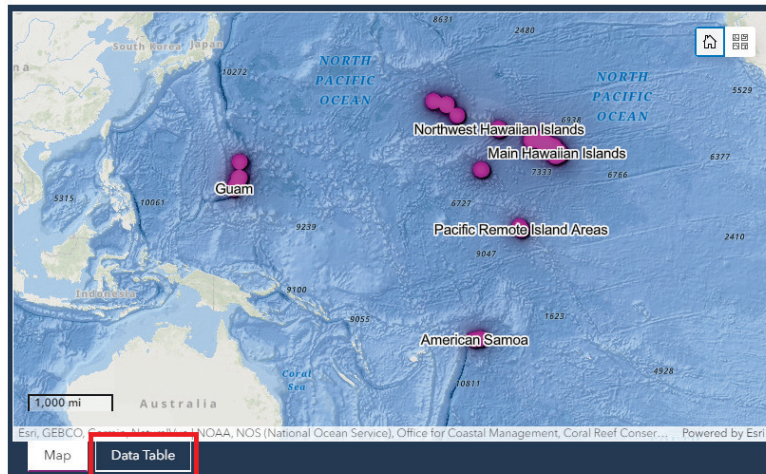 8631
2480
South Korea
Japan
10272
NORTH
PACIFIC
OCEAN
NORTH
PACIFIC
OCEAN
5529
6938
Northwest Hawaiian Islands
Main Hawaiian Islands
7333
6766
6377
Guam
5315
10061
6727
Pacific Remote Island Areas
9239
2410
9047
Indonesia
9100
1623
9055
American Samoa
Coral
Sea
4928
10811
1,000 mi
Australia
Esri, GEBCO, NOAA, NOS (National Ocean Service), Office for Coastal Management, Coral Reef Conser...
Powered by Esri
Map
Data Table